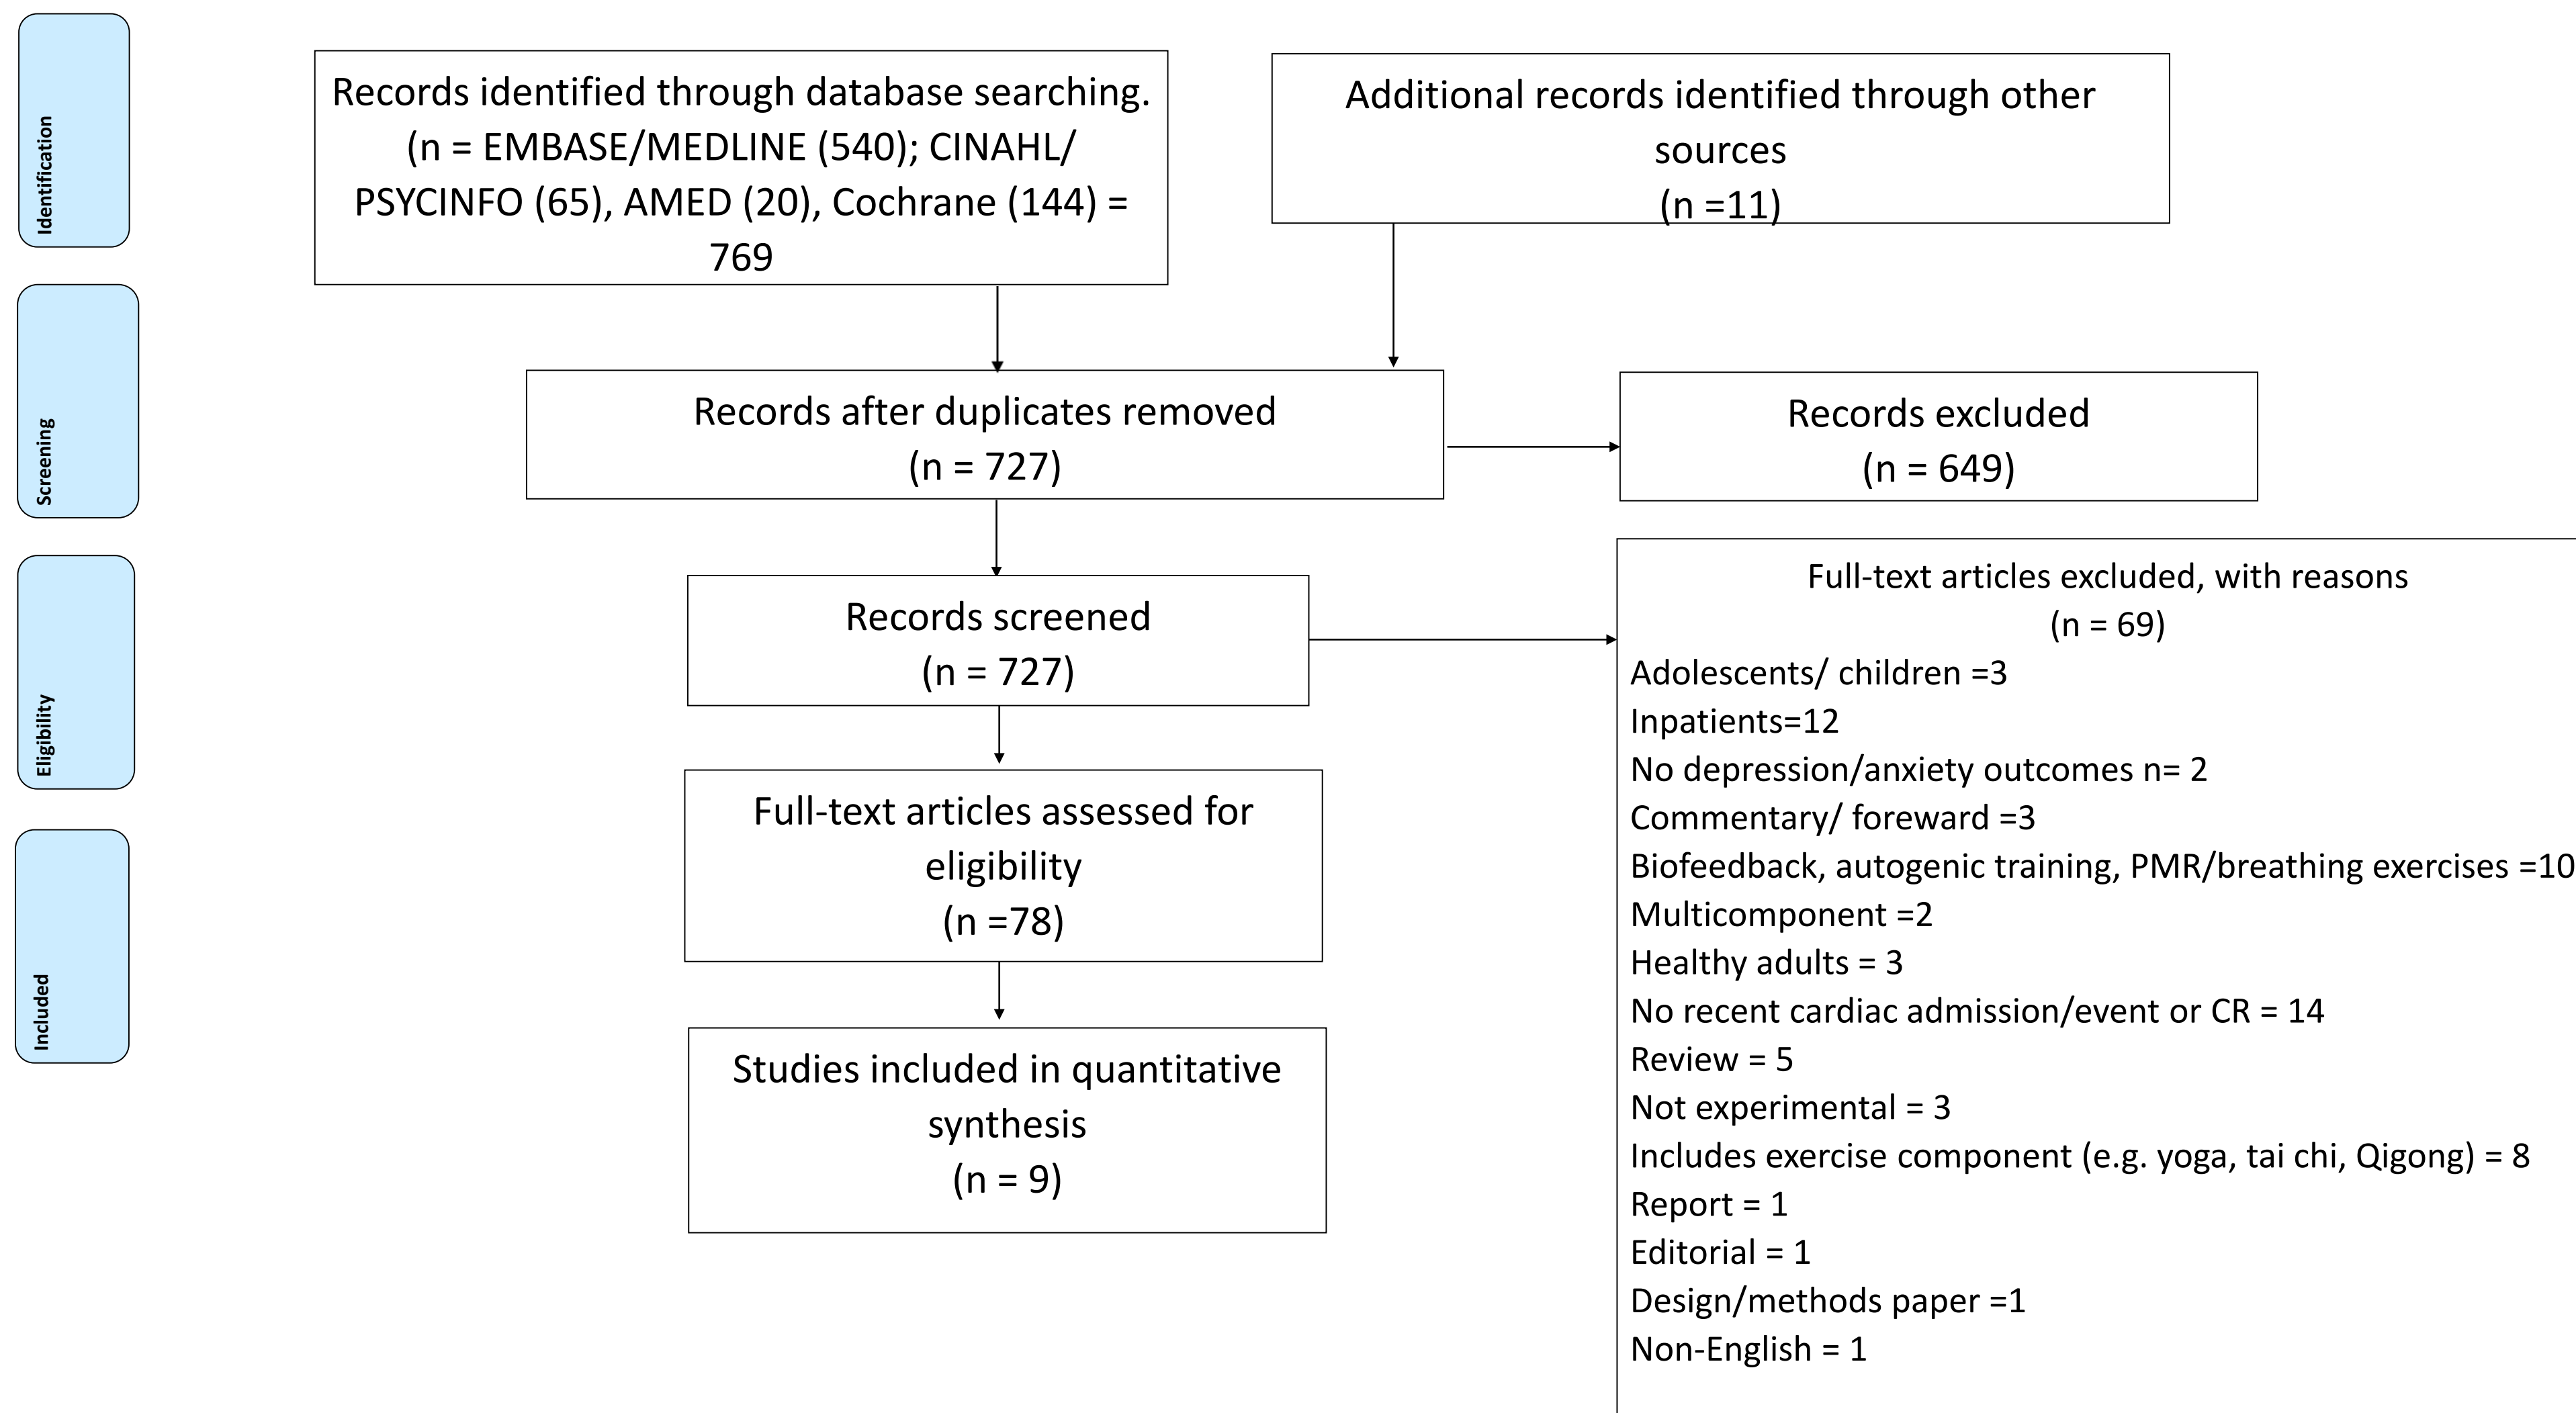 Identification
Records identified through database searching.
(n = EMBASE/MEDLINE (540); CINAHL/
PSYCINFO (65), AMED (20), Cochrane (144) =
769
Additional records identified through other
sources
(n =11)
Screening
Records after duplicates removed
(n = 727)
Records excluded
(n = 649)
Records screened
(n = 727)
Eligibility
Full-text articles assessed for
eligibility
(n =78)
Full-text articles excluded, with reasons
(n = 69)
Adolescents/ children =3
Inpatients=12
No depression/anxiety outcomes n= 2
Commentary/ foreward =3
Biofeedback, autogenic training, PMR/breathing exercises =10
Multicomponent =2
Healthy adults = 3
No recent cardiac admission/event or CR = 14
Review = 5
Not experimental = 3
Includes exercise component (e.g. yoga, tai chi, Qigong) = 8
Report = 1
Editorial = 1
Design/methods paper =1
Non-English = 1
Included
Studies included in quantitative
synthesis
(n = 9)